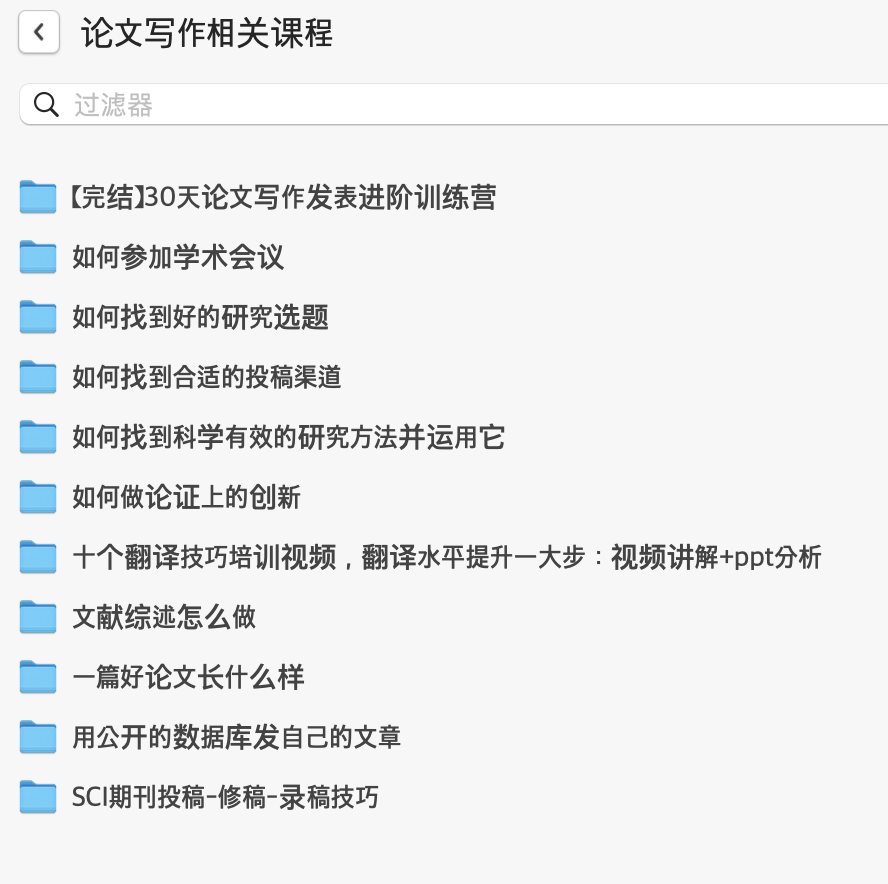 论文写作相关课程
过滤器
【完结】30天论文写作发表进阶训练营
如何参加学术会议
如何找到好的研究选题
如何找到合适的投稿渠道
如何找到科学有效的研究方法并运用它
如何做论证上的创新
十个翻译技巧培训视频，翻译水平提升一大步：视频讲解+ppt分析
文献综述怎么做
一篇好论文长什么样
用公开的数据库发自己的文章
SCI期刊投稿-修稿-录稿技巧